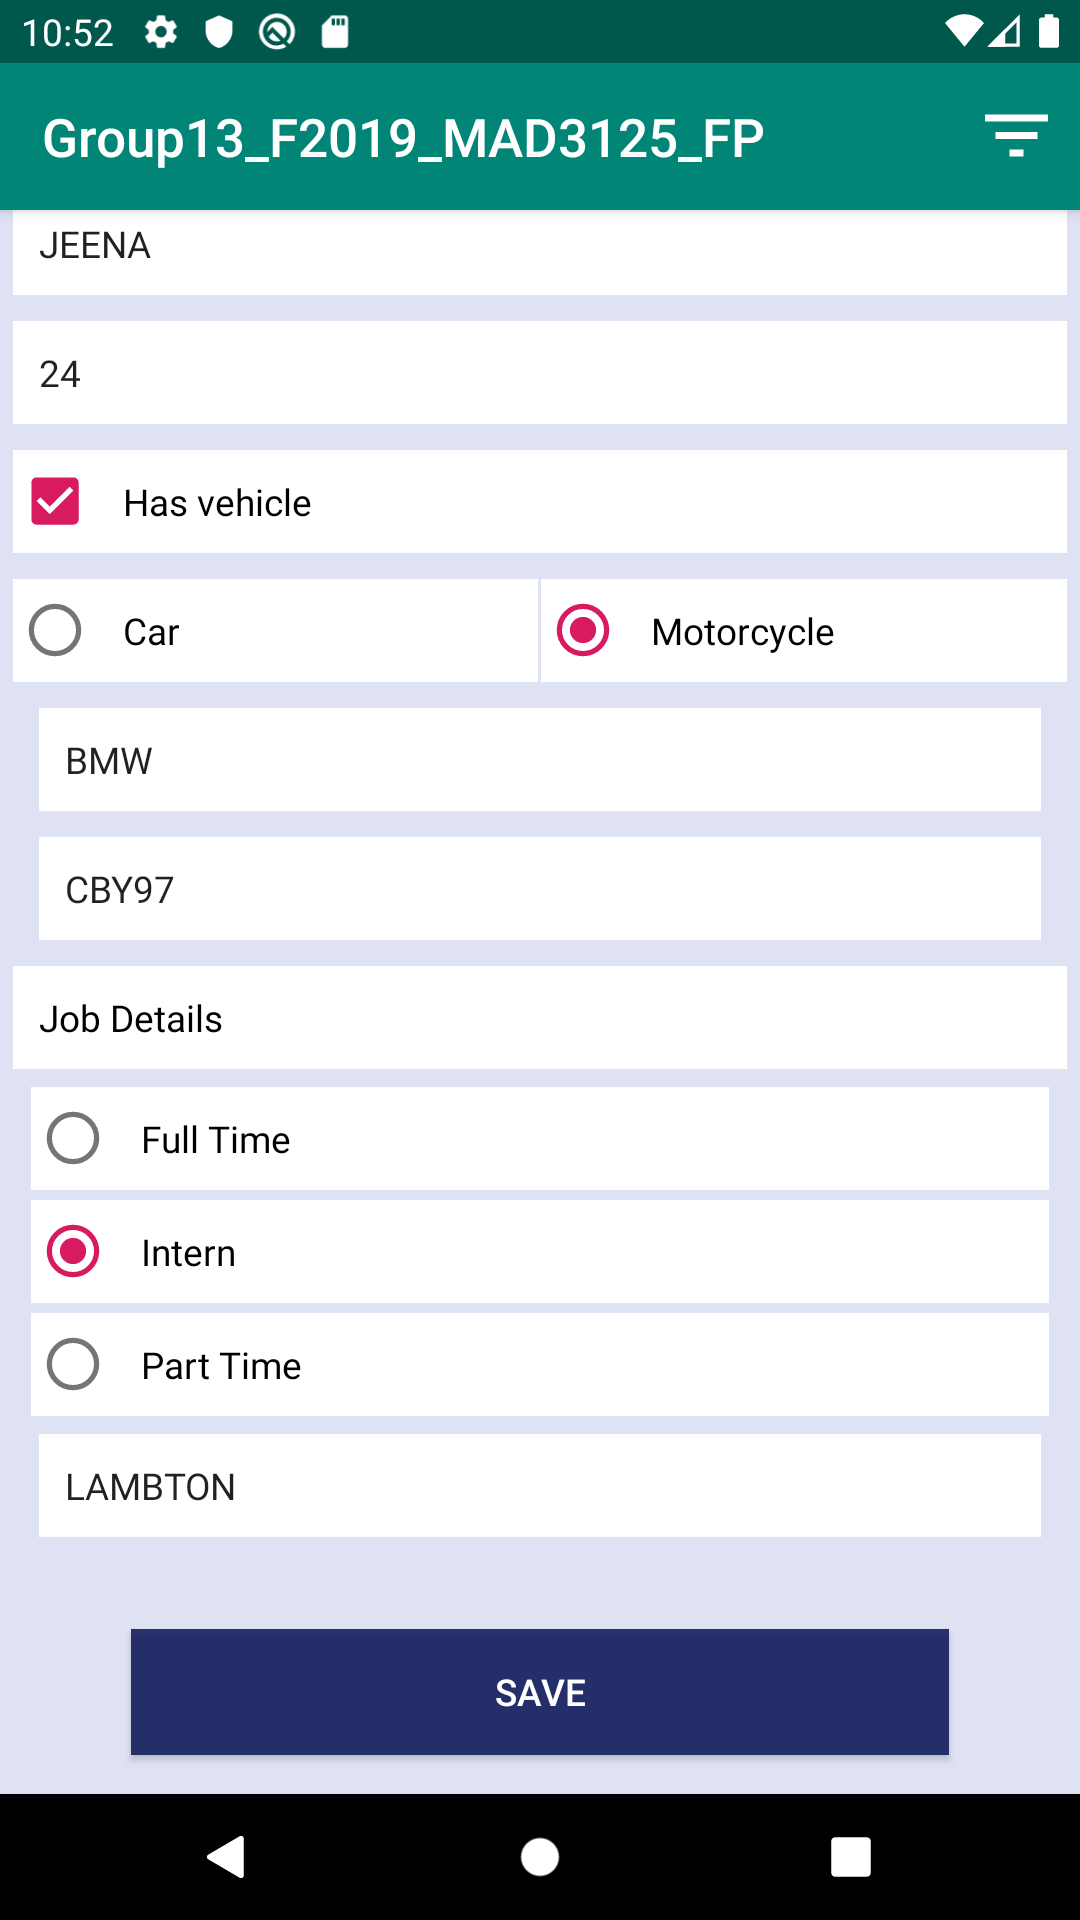 10:52
Group13_F2019_MAD3125_FP
JEENA
24
Has vehicle
Car
Motorcycle
BMW
CBY97
Job Details
Full Time
Intern
Part Time
LAMBTON
SAVE